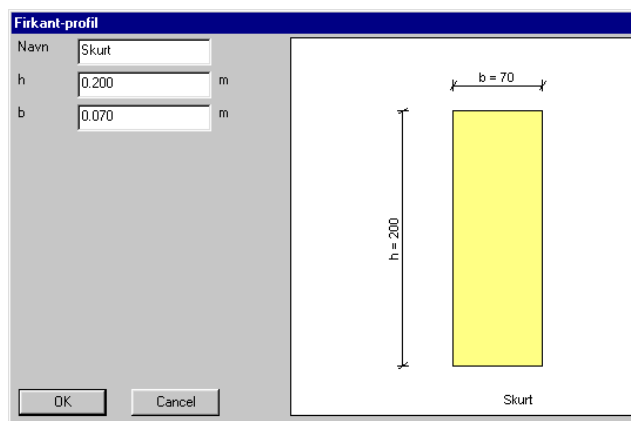 Firkant-profil
Navn Skurt
h 0.200 m
b 0.070 m
b = 70
h = 200
Skurt
OK Cancel